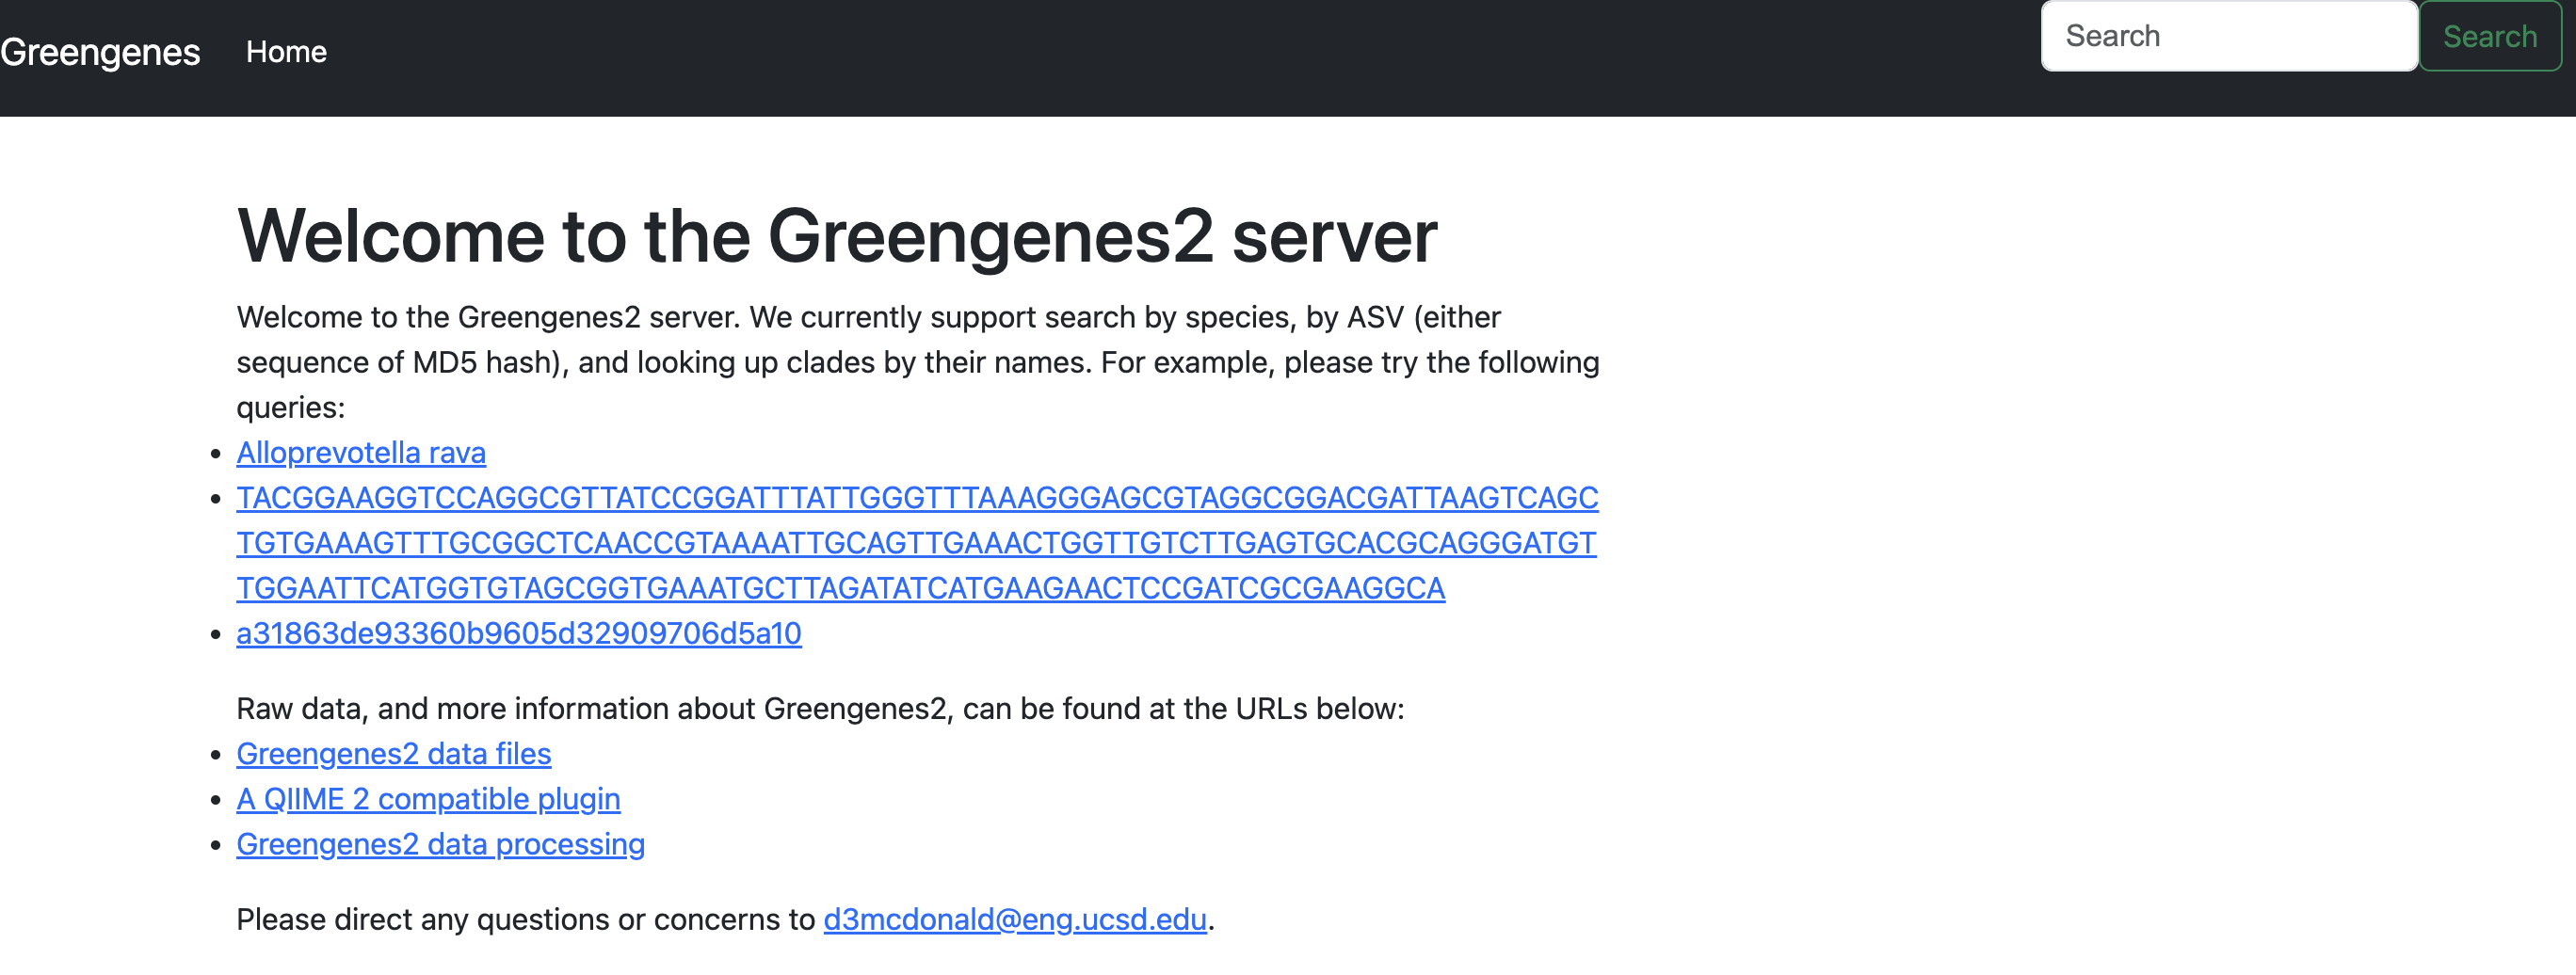 Greengenes Home Search Search
Welcome to the Greengenes2 server
Welcome to the Greengenes2 server. We currently support search by species, by ASV (either
sequence of MD5 hash), and looking up clades by their names. For example, please try the following
queries:
• Alloprevotella rava
• TACGGAAGGTCCAGGCGTTATCCGGATTTATTGGGTTTAAAGGGAGCGTAGGCGGACGATTAAGTCAGC
TGTGAAAGTTTGCGGCTCAACCGTAAAATTGCAGTTGAAACTGGTTGTCTTGAGTGCACGCAGGGATGT
TGGAATTCATGGTGTAGCGGTGAAATGCTTAGATATCATGAAGAACTCCGATCGCGAAGGCA
• a31863de93360b9605d32909706d5a10
Raw data, and more information about Greengenes2, can be found at the URLs below:
• Greengenes2 data files
• A QIIME 2 compatible plugin
• Greengenes2 data processing
Please direct any questions or concerns to d3mcdonald@eng.ucsd.edu.